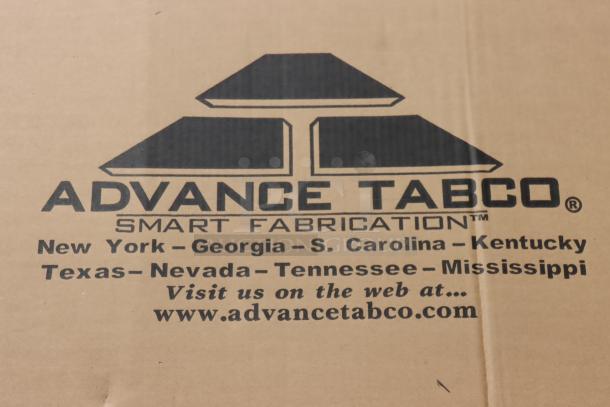 ADVANCE TABCO®
SMART FABRICATION™
New York – Georgia – S. Carolina – Kentucky
Texas – Nevada – Tennessee – Mississippi
Visit us on the web at...
www.advancetabco.com